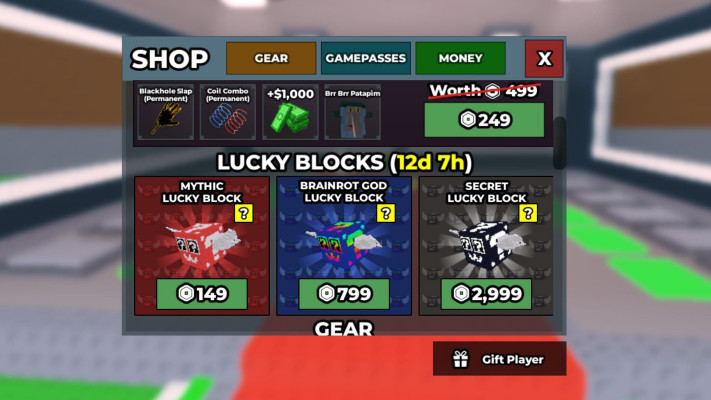 SHOP
GEAR
GAMEPASSES
MONEY
X
Blackhole Slap
(Permanent)
Coil Combo
(Permanent)
+$1,000
Brr Brr Patapim
Worth 499
249
LUCKY BLOCKS (12d 7h)
MYTHIC
LUCKY BLOCK
?
149
BRAINROT GOD
LUCKY BLOCK
?
799
SECRET
LUCKY BLOCK
?
2,999
GEAR
Gift Player